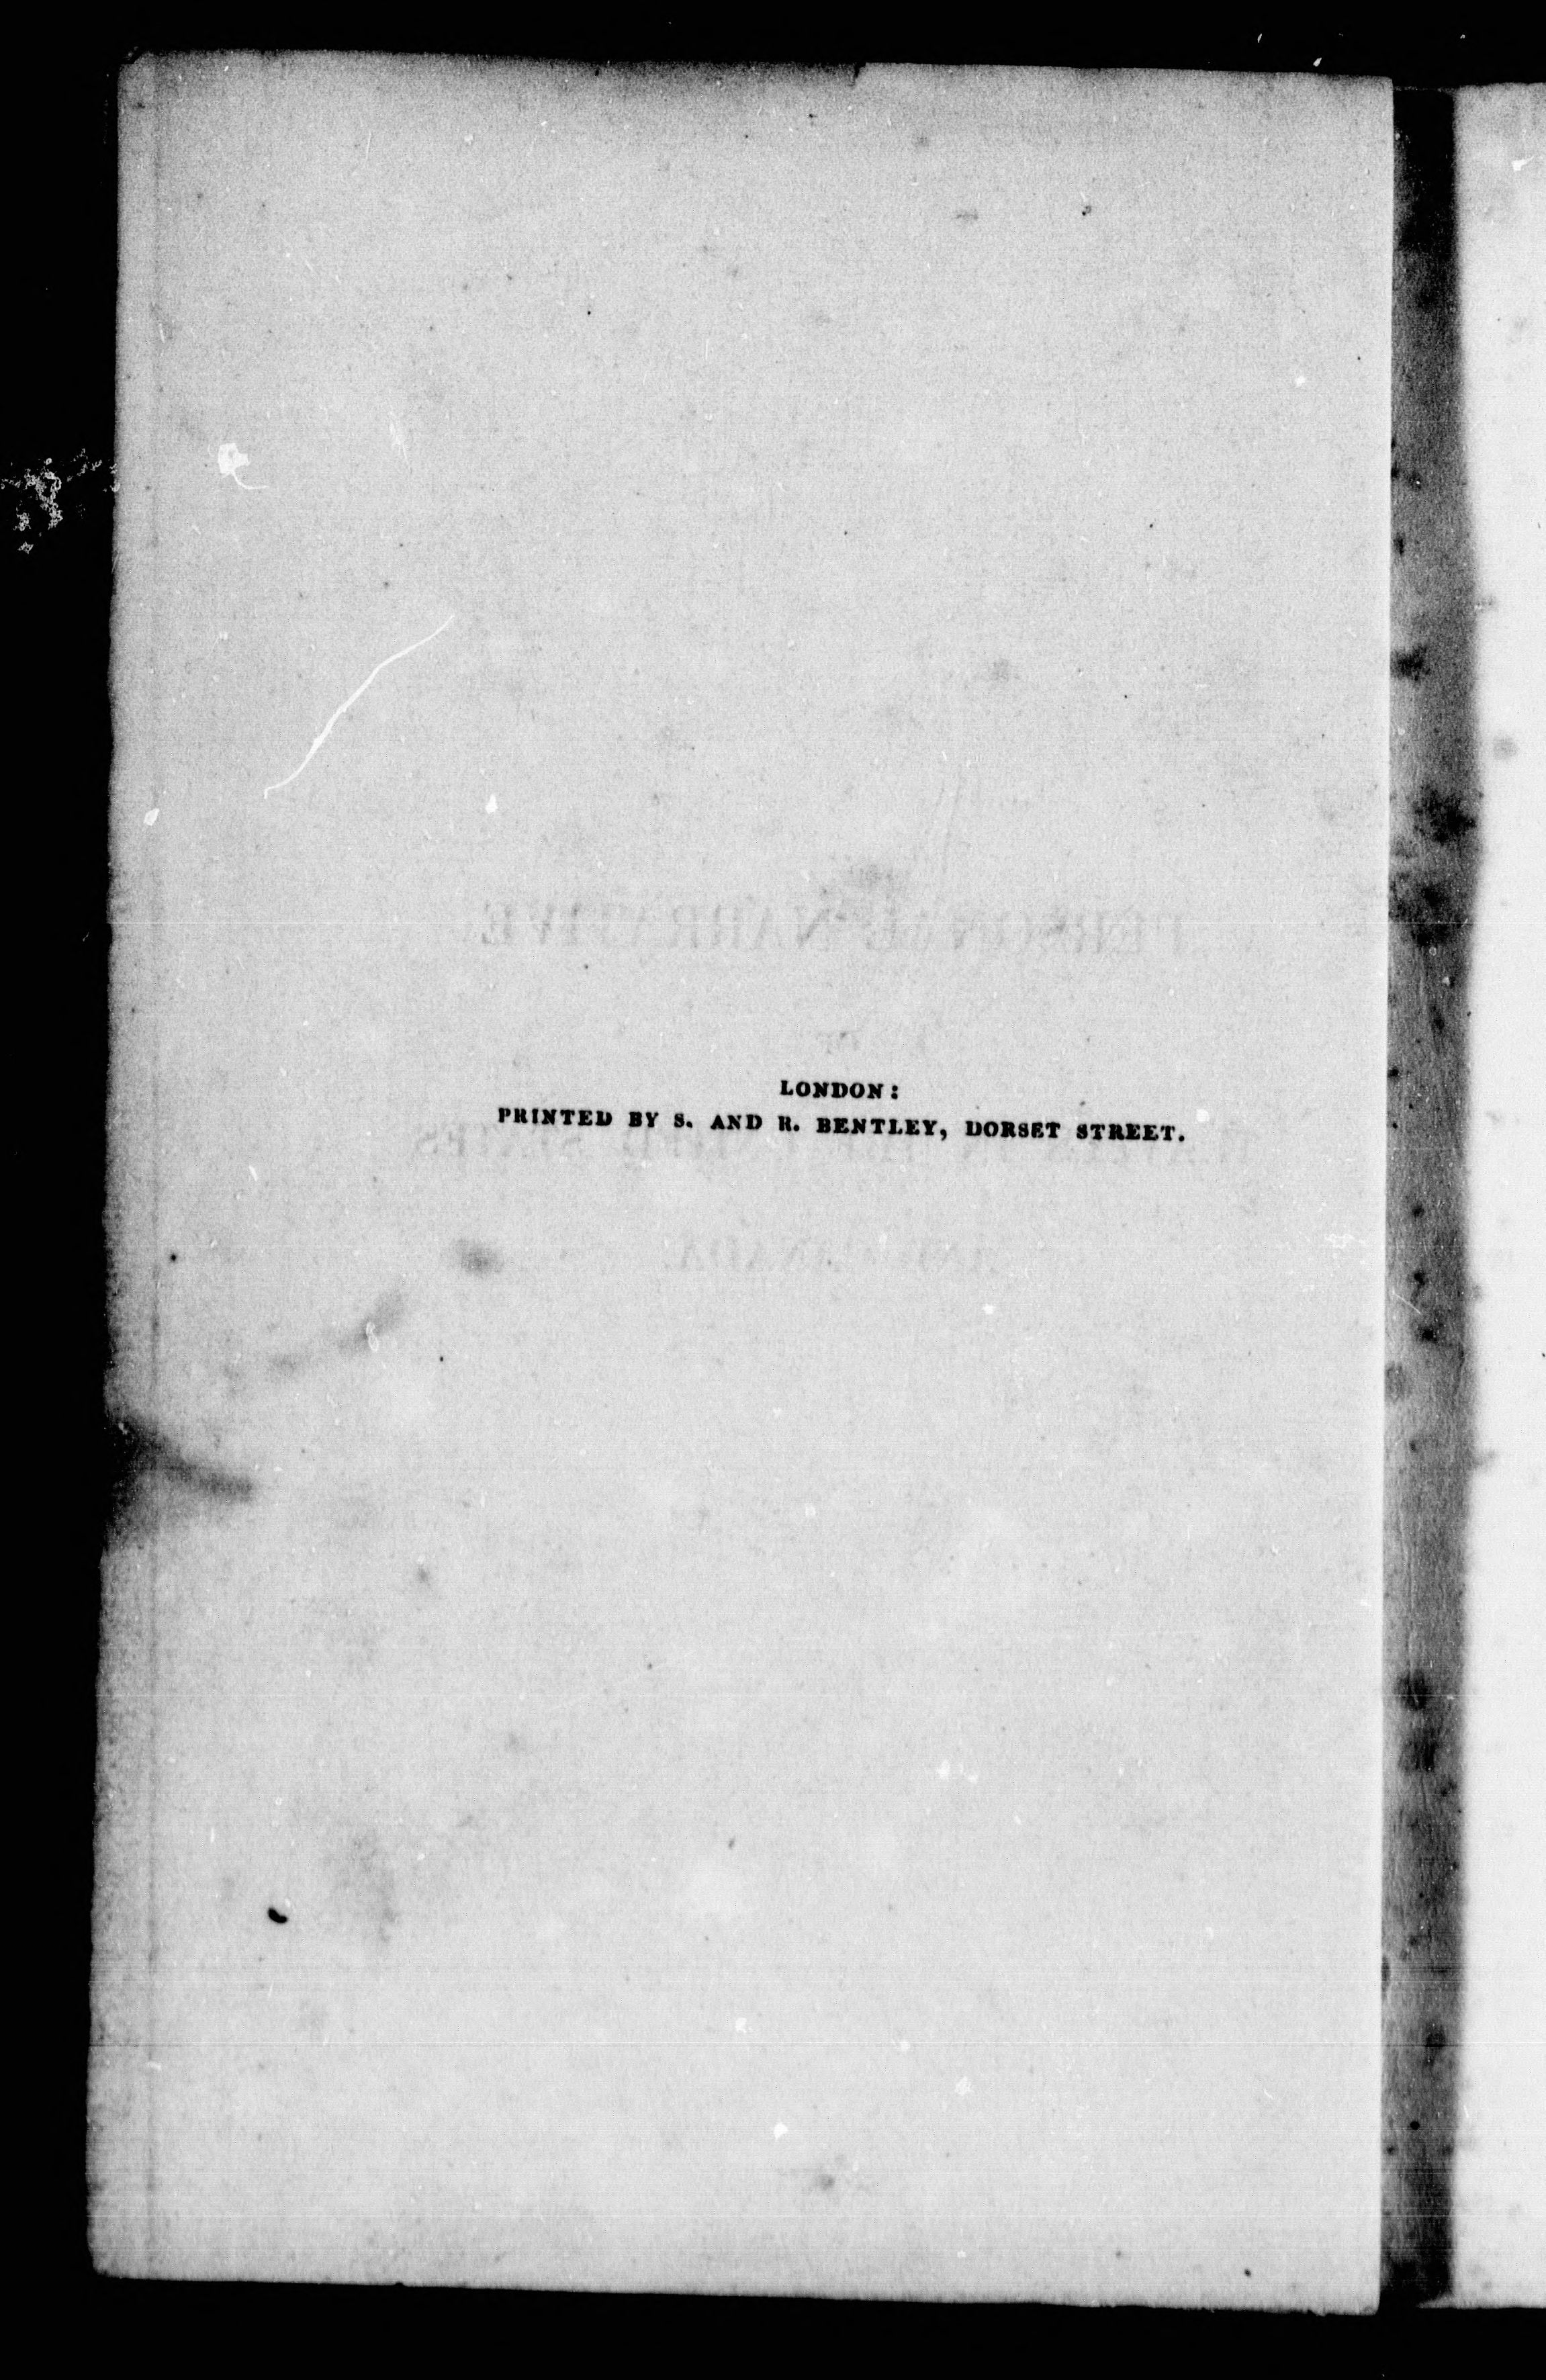 LONDON:
PRINTED BY S. AND R. BENTLEY, DORSET STREET.